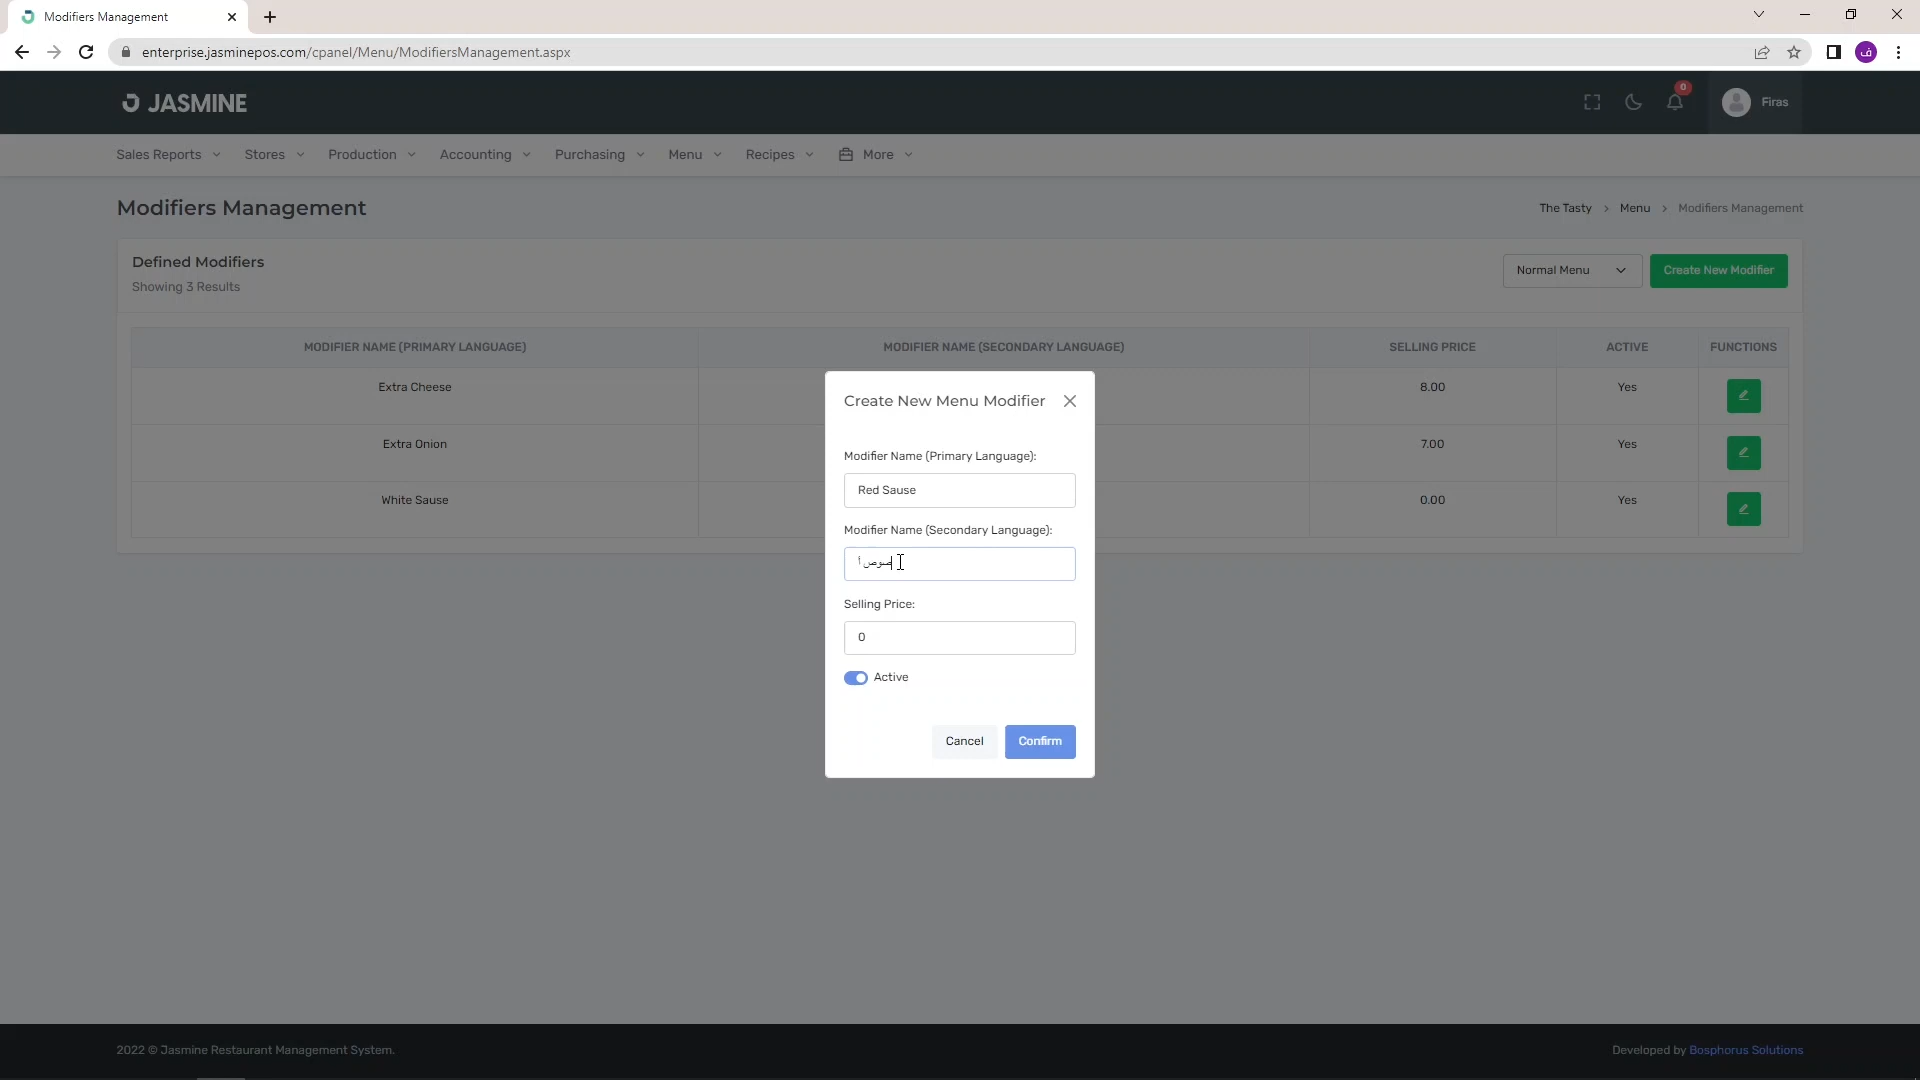 Modifiers Management
enterprise.jasminepos.com/cpanel/Menu/ModifiersManagement.aspx
ف
JASMINE
0
Firas
Sales Reports
Stores
Production
Accounting
Purchasing
Menu
Recipes
More
Modifiers Management
The Tasty > Menu > Modifiers Management
Defined Modifiers
Showing 3 Results
Normal Menu
Create New Modifier
MODIFIER NAME (PRIMARY LANGUAGE)
MODIFIER NAME (SECONDARY LANGUAGE)
SELLING PRICE
ACTIVE
FUNCTIONS
Extra Cheese
8.00
Yes
Extra Onion
7.00
Yes
White Sause
0.00
Yes
Create New Menu Modifier
Modifier Name (Primary Language):
Red Sause
Modifier Name (Secondary Language):
صوص أ
Selling Price:
0
Active
Cancel
Confirm
2022 © Jasmine Restaurant Management System.
Developed by Bosphorus Solutions